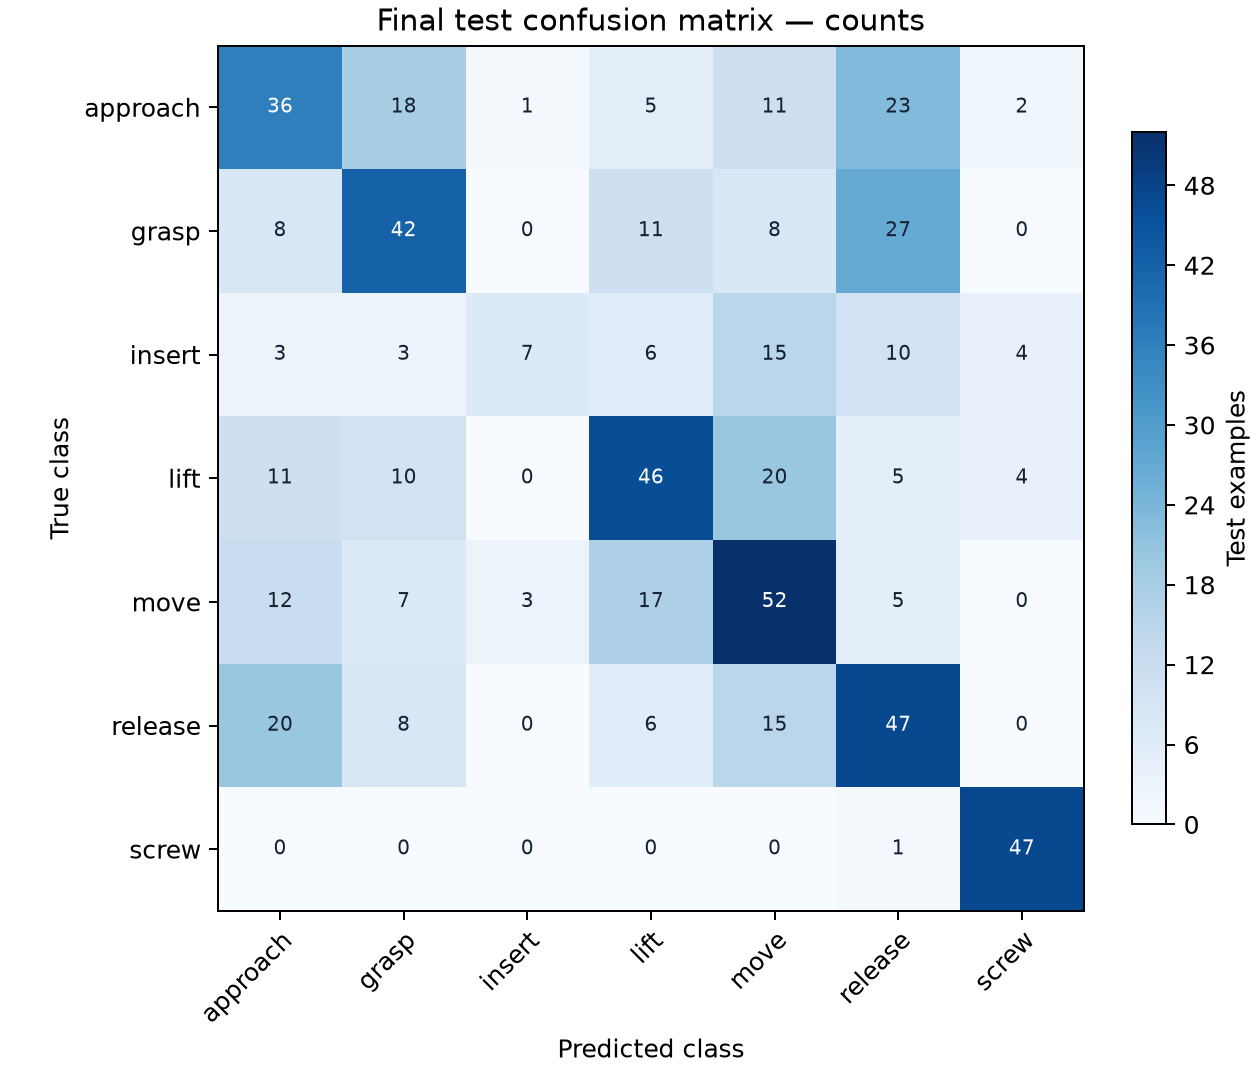 Final test confusion matrix — counts
approach 36 18 1 5 11 23 2
grasp 8 42 0 11 8 27 0
insert 3 3 7 6 15 10 4
lift 11 10 0 46 20 5 4
move 12 7 3 17 52 5 0
release 20 8 0 6 15 47 0
screw 0 0 0 0 0 1 47
approach grasp insert lift move release screw
Predicted class
True class
48
42
36
30
24
18
12
6
0
Test examples